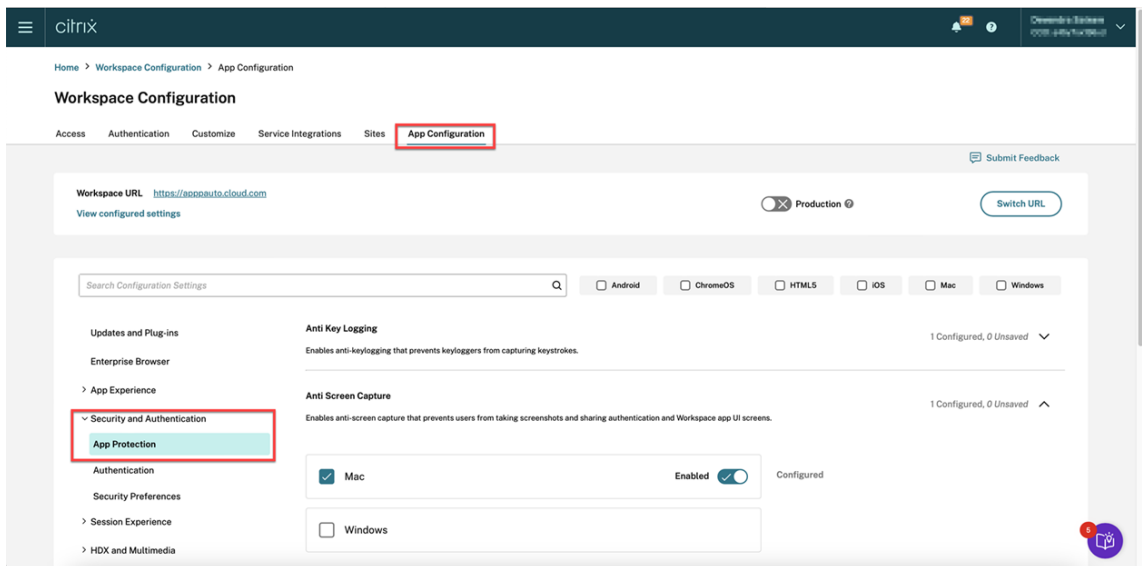 citrix
22
Home > Workspace Configuration > App Configuration
Workspace Configuration
Access Authentication Customize Service Integrations Sites App Configuration
Submit Feedback
Workspace URL https://apppauto.cloud.com
View configured settings
Production
Switch URL
Search Configuration Settings
Android ChromeOS HTML5 iOS Mac Windows
Updates and Plug-ins
Enterprise Browser
App Experience
Security and Authentication
App Protection
Authentication
Security Preferences
Session Experience
HDX and Multimedia
Anti Key Logging
1 Configured, 0 Unsaved
Enables anti-keylogging that prevents keyloggers from capturing keystrokes.
Anti Screen Capture
1 Configured, 0 Unsaved
Enables anti-screen capture that prevents users from taking screenshots and sharing authentication and Workspace app UI screens.
Mac Enabled Configured
Windows
5